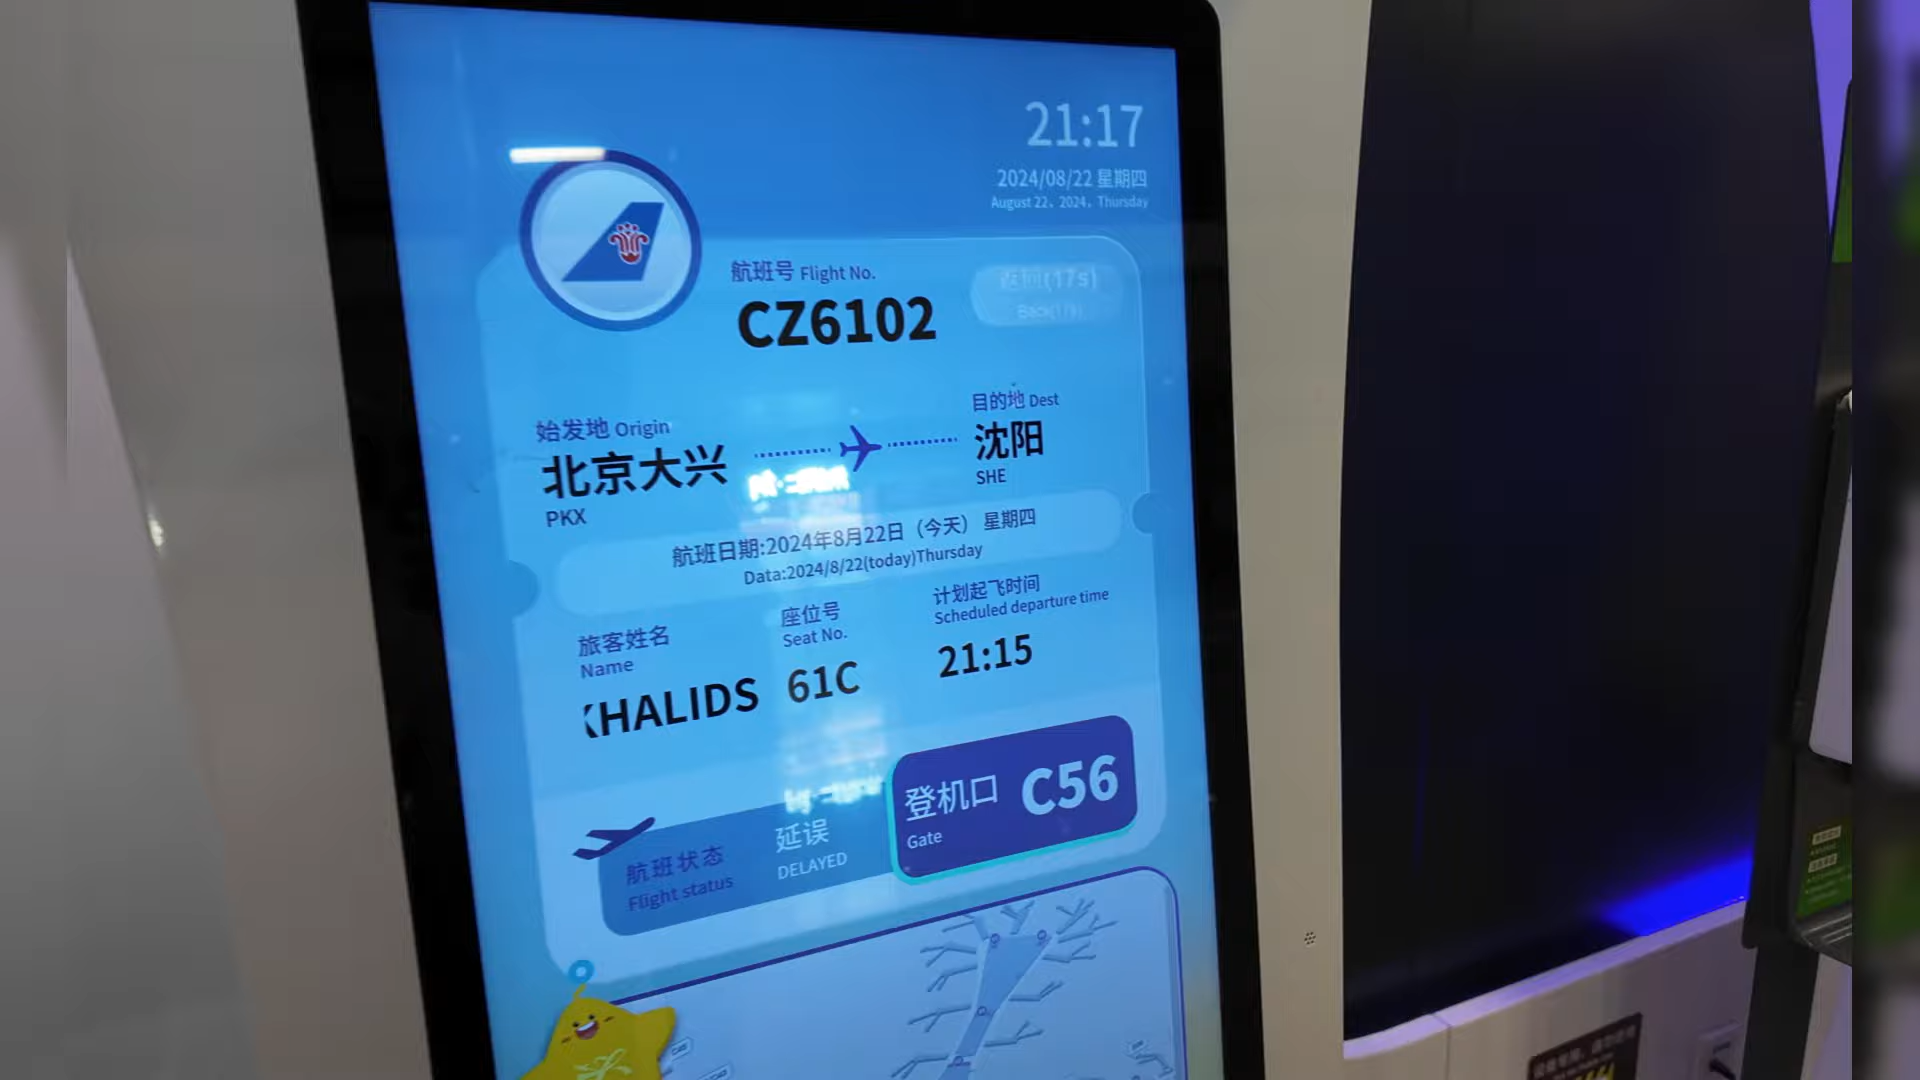 21:17
2024/08/22 星期四
August 22, 2024, Thursday
航班号 Flight No.
返回(17s)
CZ6102
始发地 Origin
目的地 Dest
北京大兴
沈阳
PKX
SHE
航班日期:2024年8月22日（今天） 星期四
Data:2024/8/22(today)Thursday
旅客姓名
座位号
计划起飞时间
Name
Seat No.
Scheduled departure time
KHALIDS
61C
21:15
航班状态
延误
登机口
C56
Flight status
DELAYED
Gate